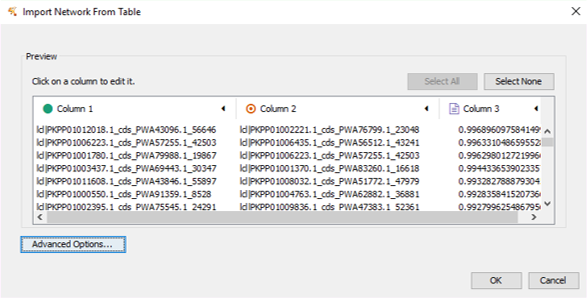 Import Network From Table
Preview
Click on a column to edit it.
Select All
Select None
Column 1 Column 2 Column 3
lcl|PKPP01012018.1_cds_PWA43096.1_56646 lcl|PKPP01002221.1_cds_PWA76799.1_23048 0.996896097584149
lcl|PKPP01006223.1_cds_PWA57255.1_42503 lcl|PKPP01006435.1_cds_PWA56512.1_43241 0.996331048659552
lcl|PKPP01001780.1_cds_PWA79988.1_19867 lcl|PKPP01006223.1_cds_PWA57255.1_42503 0.996298012721996
lcl|PKPP01003437.1_cds_PWA69443.1_30347 lcl|PKPP01001370.1_cds_PWA83260.1_16618 0.994433653902335
lcl|PKPP01011608.1_cds_PWA43846.1_55897 lcl|PKPP01008032.1_cds_PWA51772.1_47979 0.993282788879304
lcl|PKPP01000550.1_cds_PWA91359.1_8528 lcl|PKPP01004763.1_cds_PWA62882.1_36881 0.992835841520736
lcl|PKPP01002395.1_cds_PWA75545.1_24291 lcl|PKPP01009836.1_cds_PWA47383.1_52361 0.992799625486795
Advanced Options...
OK
Cancel